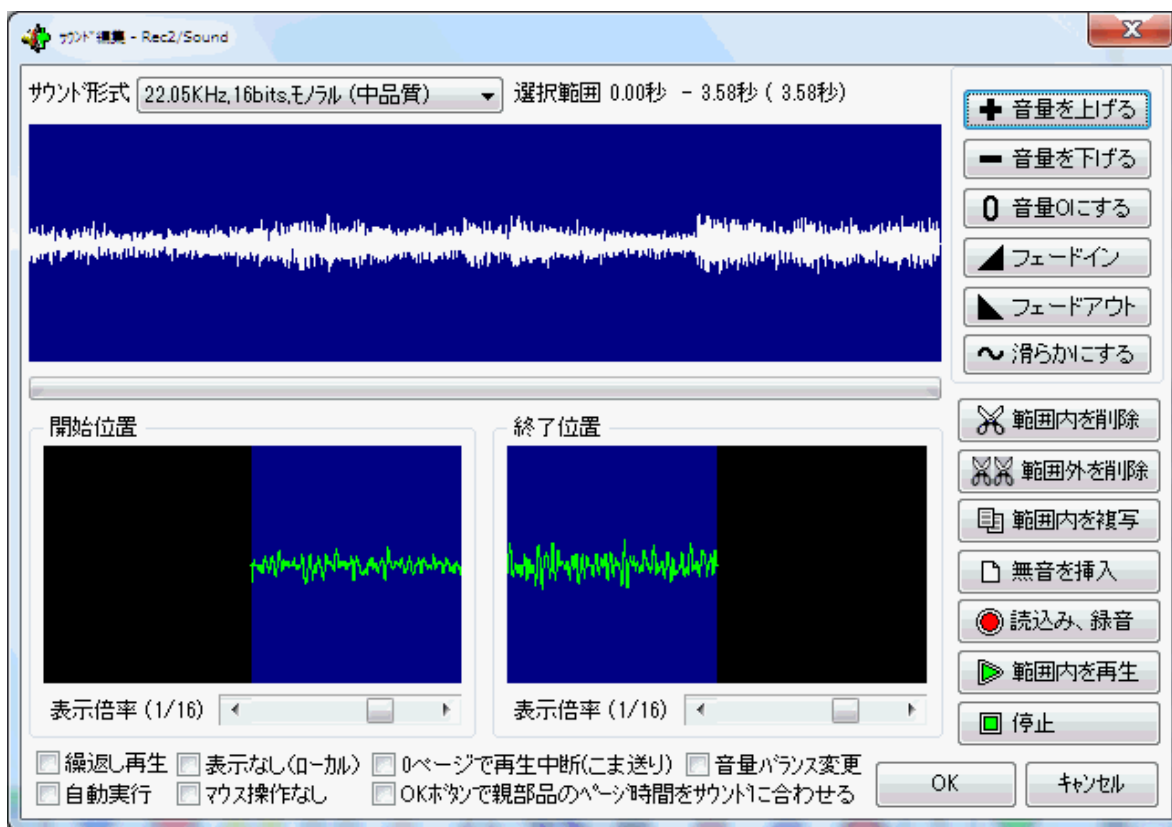 ｻｳﾝﾄﾞ編集 - Rec2/Sound
サウンド形式 22.05KHz,16bits,モノラル (中品質) 選択範囲 0.00秒 - 3.58秒 ( 3.58秒)
音量を上げる
音量を下げる
0 音量0にする
フェードイン
フェードアウト
滑らかにする
開始位置
終了位置
表示倍率 (1/16)
表示倍率 (1/16)
範囲内を削除
範囲外を削除
範囲内を複写
無音を挿入
読込み、録音
範囲内を再生
停止
繰返し再生 表示なし(ローカル) 0ページで再生中断(こま送り) 音量バランス変更
自動実行 マウス操作なし OKボタンで親部品のページ時間をサウンドに合わせる
OK キャンセル